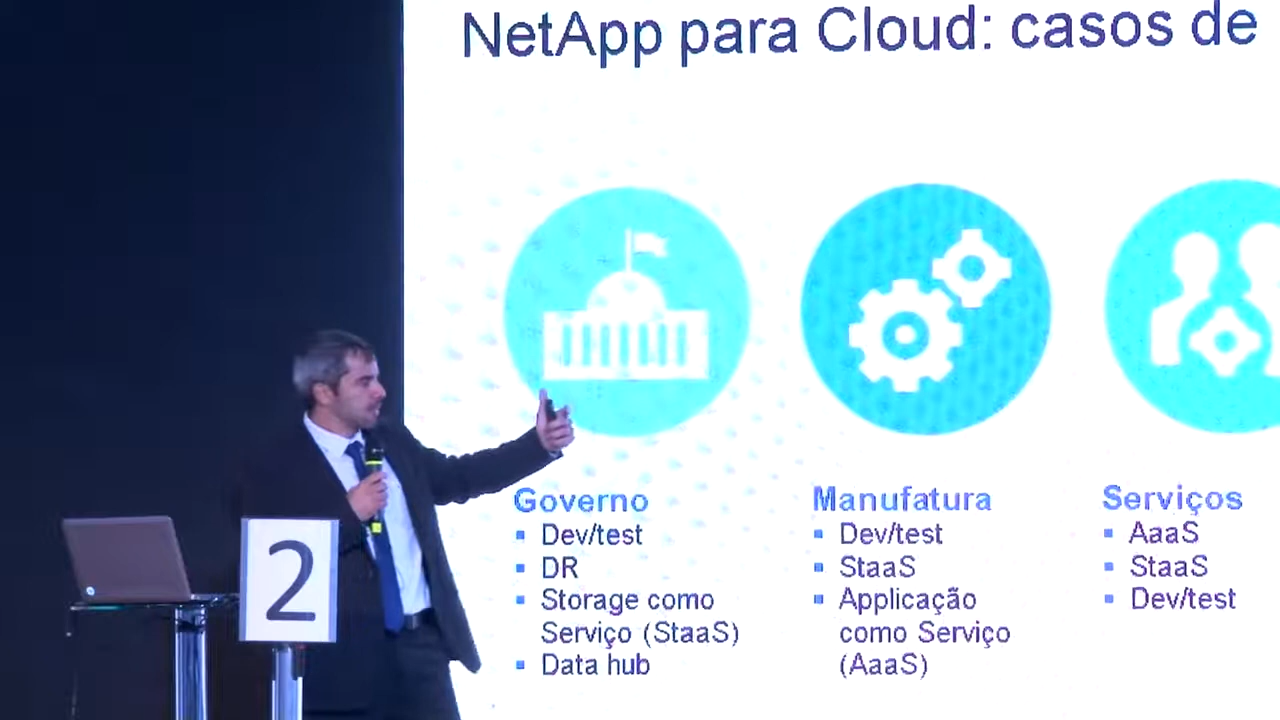 NetApp para Cloud: casos de
Governo
Dev/test
DR
Storage como
Serviço (StaaS)
Data hub
Manufatura
Dev/test
StaaS
Applicação
como Serviço
(AaaS)
Serviços
AaaS
StaaS
Dev/test
2